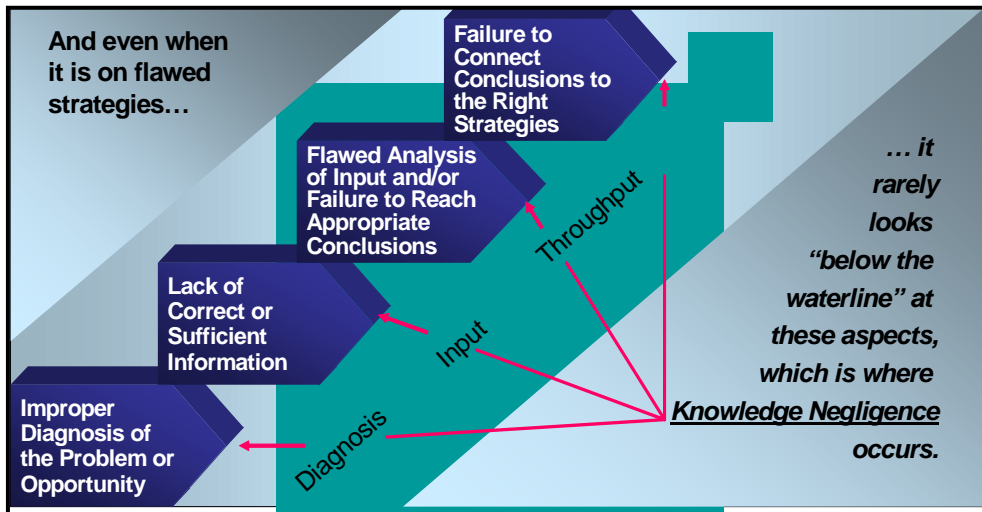 And even when
it is on flawed
strategies…
Failure to
Connect
Conclusions to
the Right
Strategies
Flawed Analysis
of Input and/or
Failure to Reach
Appropriate
Conclusions
Lack of
Correct or
Sufficient
Information
Improper
Diagnosis of
the Problem or
Opportunity
Throughput
Input
Diagnosis
… it
rarely
looks
“below the
waterline” at
these aspects,
which is where
Knowledge Negligence
occurs.